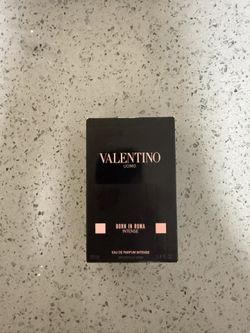 VALENTINO
UOMO
BORN IN ROMA
INTENSE
EAU DE PARFUM INTENSE